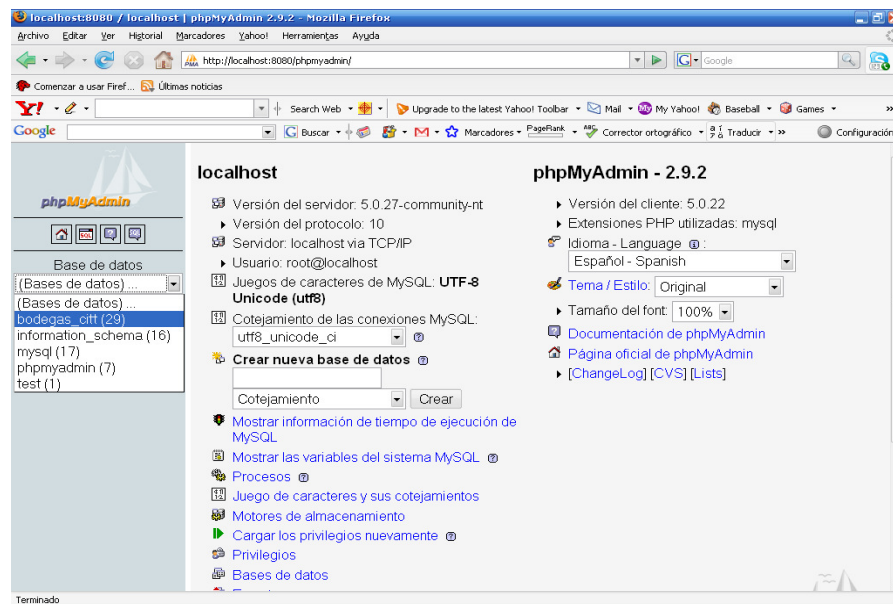 localhost:8080 / localhost | phpMyAdmin 2.9.2 - Mozilla Firefox
Archivo Editar Ver Historial Marcadores Yahoo! Herramientas Ayuda
http://localhost:8080/phpmyadmin/
Google
Comenzar a usar Firef... Últimas noticias
Y! Search Web Upgrade to the latest Yahoo! Toolbar Mail My Yahoo! Baseball Games
Google Buscar Marcadores PageRank Corrector ortográfico Traducir Configuración
phpMyAdmin
SQL
Base de datos
(Bases de datos) ...
(Bases de datos) ...
bodegas_citt (29)
information_schema (16)
mysql (17)
phpmyadmin (7)
test (1)
localhost
Versión del servidor: 5.0.27-community-nt
Versión del protocolo: 10
Servidor: localhost via TCP/IP
Usuario: root@localhost
Juegos de caracteres de MySQL: UTF-8
Unicode (utf8)
Cotejamiento de las conexiones MySQL:
utf8_unicode_ci
Crear nueva base de datos
Cotejamiento Crear
Mostrar información de tiempo de ejecución de
MySQL
Mostrar las variables del sistema MySQL
Procesos
Juego de caracteres y sus cotejamientos
Motores de almacenamiento
Cargar los privilegios nuevamente
Privilegios
Bases de datos
phpMyAdmin - 2.9.2
Versión del cliente: 5.0.22
Extensiones PHP utilizadas: mysql
Idioma - Language :
Español - Spanish
Tema / Estilo: Original
Tamaño del font: 100%
Documentación de phpMyAdmin
Página oficial de phpMyAdmin
[ChangeLog] [CVS] [Lists]
Terminado